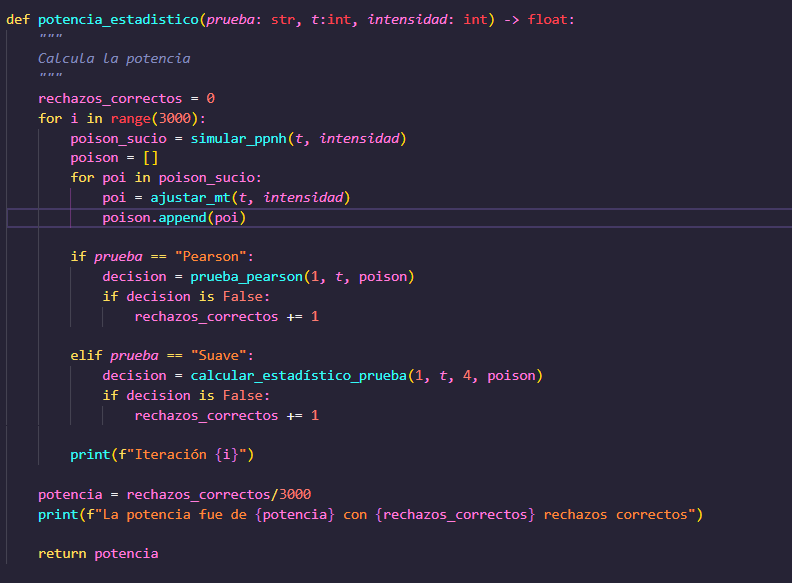 def potencia_estadistico(prueba: str, t:int, intensidad: int) -> float:
    """
    Calcula la potencia
    """
    rechazos_correctos = 0
    for i in range(3000):
        poison_sucio = simular_ppnh(t, intensidad)
        poison = []
        for poi in poison_sucio:
            poi = ajustar_mt(t, intensidad)
            poison.append(poi)

        if prueba == "Pearson":
            decision = prueba_pearson(1, t, poison)
            if decision is False:
                rechazos_correctos += 1

        elif prueba == "Suave":
            decision = calcular_estadístico_prueba(1, t, 4, poison)
            if decision is False:
                rechazos_correctos += 1

        print(f"Iteración {i}")

    potencia = rechazos_correctos/3000
    print(f"La potencia fue de {potencia} con {rechazos_correctos} rechazos correctos")

    return potencia